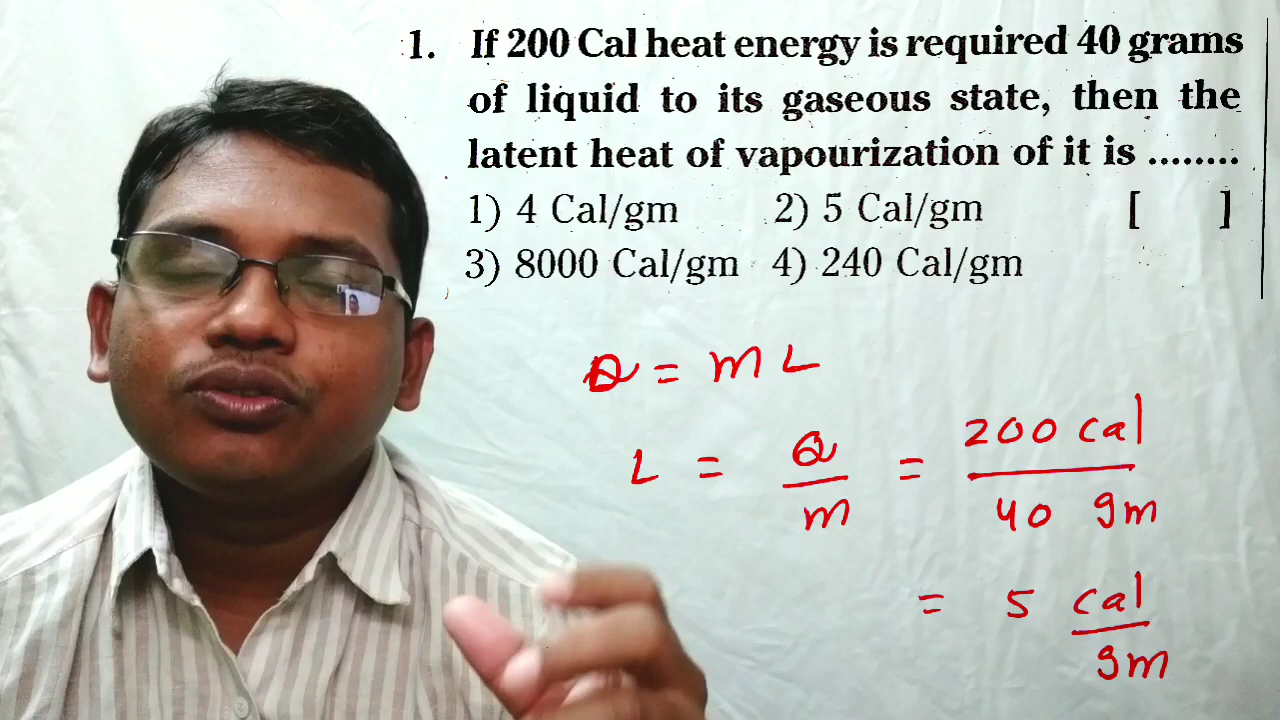 1. If 200 Cal heat energy is required 40 grams
of liquid to its gaseous state, then the
latent heat of vapourization of it is ........
1) 4 Cal/gm 2) 5 Cal/gm [ ]
3) 8000 Cal/gm 4) 240 Cal/gm
Q = m L
L = Q/m = 200 cal/40 gm
= 5 cal/gm